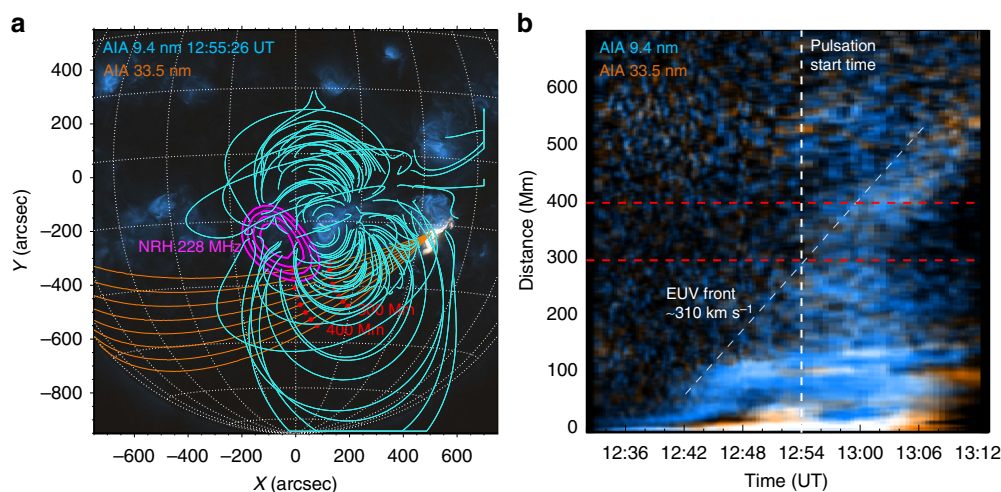 a
AIA 9.4 nm 12:55:26 UT
AIA 33.5 nm
NRH 228 MHz
300 Mm
400 Mm
400
200
0
−200
−400
−600
−800
Y (arcsec)
−600 −400 −200 0 200 400 600
X (arcsec)
b
AIA 9.4 nm
AIA 33.5 nm
Pulsation
start time
EUV front
~310 km s⁻¹
600
500
400
300
200
100
0
Distance (Mm)
12:36 12:42 12:48 12:54 13:00 13:06 13:12
Time (UT)